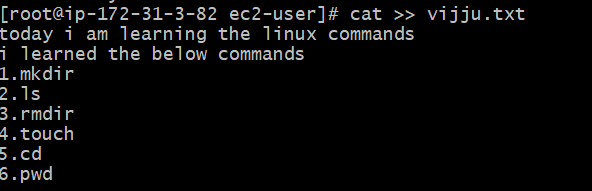 [root@ip-172-31-3-82 ec2-user]# cat >> vijju.txt
today i am learning the linux commands
i learned the below commands
1.mkdir
2.ls
3.rmdir
4.touch
5.cd
6.pwd